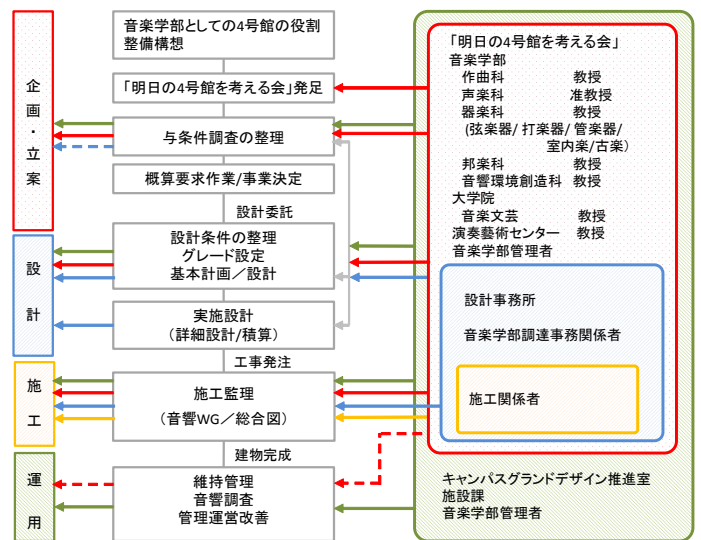 企画・立案
設計
施工
運用
音楽学部としての4号館の役割
整備構想
「明日の4号館を考える会」発足
与条件調査の整理
概算要求作業/事業決定
設計委託
設計条件の整理
グレード設定
基本計画／設計
実施設計
(詳細設計/積算)
工事発注
施工監理
(音響WG／総合図)
建物完成
維持管理
音響調査
管理運営改善
「明日の4号館を考える会」
音楽学部
作曲科 教授
声楽科 准教授
器楽科 教授
(弦楽器/ 打楽器/ 管楽器/
室内楽/古楽)
邦楽科 教授
音響環境創造科 教授
大学院
音楽文芸 教授
演奏藝術センター 教授
音楽学部管理者
設計事務所
音楽学部調達事務関係者
施工関係者
キャンパスグランドデザイン推進室
施設課
音楽学部管理者